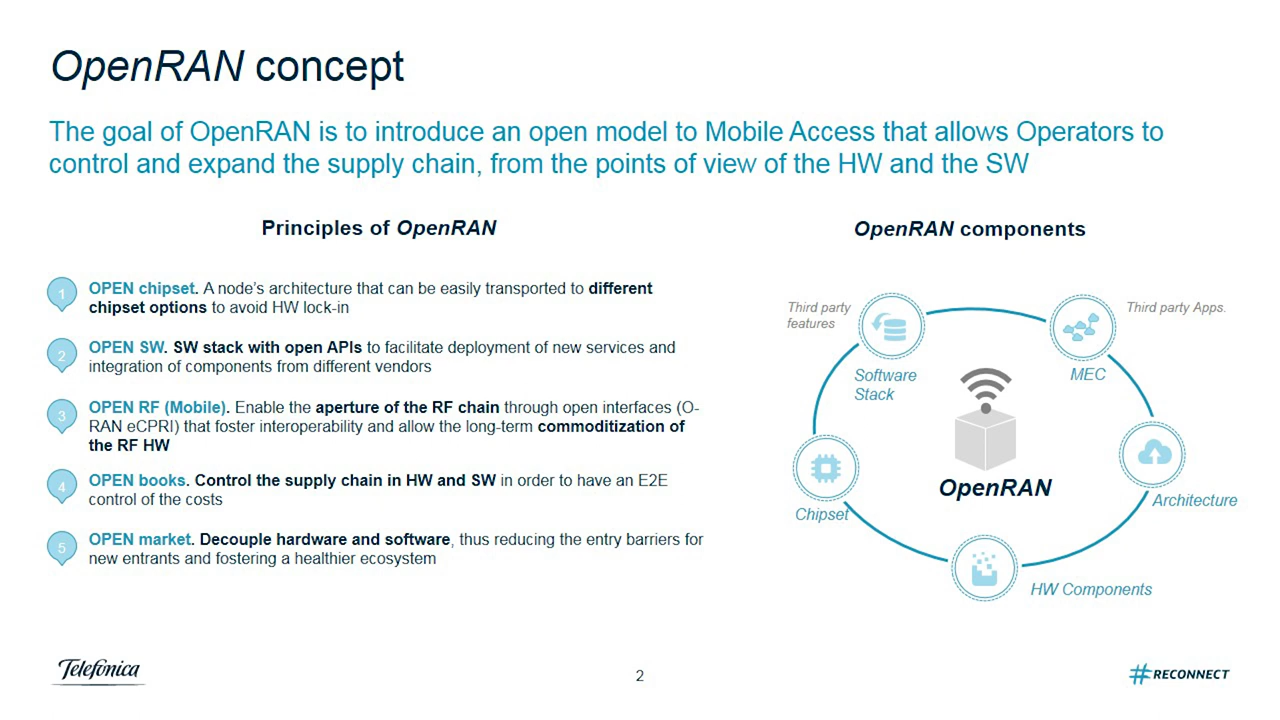 OpenRAN concept
The goal of OpenRAN is to introduce an open model to Mobile Access that allows Operators to
control and expand the supply chain, from the points of view of the HW and the SW
Principles of OpenRAN
1
OPEN chipset. A node's architecture that can be easily transported to different
chipset options to avoid HW lock-in
2
OPEN SW. SW stack with open APIs to facilitate deployment of new services and
integration of components from different vendors
3
OPEN RF (Mobile). Enable the aperture of the RF chain through open interfaces (O-
RAN eCPRI) that foster interoperability and allow the long-term commoditization of
the RF HW
4
OPEN books. Control the supply chain in HW and SW in order to have an E2E
control of the costs
5
OPEN market. Decouple hardware and software, thus reducing the entry barriers for
new entrants and fostering a healthier ecosystem
OpenRAN components
Third party
features
Third party Apps.
Software
Stack
MEC
OpenRAN
Chipset
Architecture
HW Components
Telefónica
2
#RECONNECT